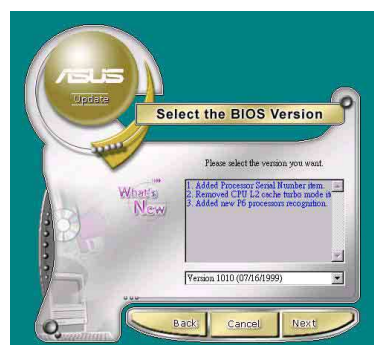 ASUS
Update
Select the BIOS Version
Please select the version you want.
What's
New
1. Added Processor Serial Number item.
2. Removed CPU L2 cache turbo mode it
3. Added new P6 processors recognition.
Version 1010 (07/16/1999)
Back
Cancel
Next